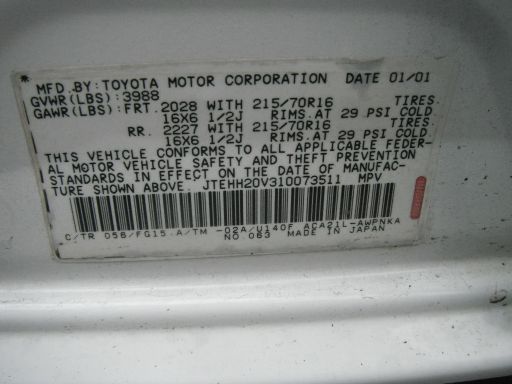 MFD.BY:TOYOTA MOTOR CORPORATION DATE 01/01
GVWR(LBS):3988
GAWR(LBS):FRT. 2028 WITH 215/70R16 TIRES
16X6 1/2J RIMS.AT 29 PSI COLD
RR. 2227 WITH 215/70R16 TIRES
16X6 1/2J RIMS.AT 29 PSI COLD
THIS VEHICLE CONFORMS TO ALL APPLICABLE FEDER-
AL MOTOR VEHICLE SAFETY AND THEFT PREVENTION
STANDARDS IN EFFECT ON THE DATE OF MANUFAC-
TURE SHOWN ABOVE. JTEHH20V310073511 MPV
C/TR 056/FG15.A/TM -02A/U140F ACA21L-AWPNKA
NO 063 MADE IN JAPAN